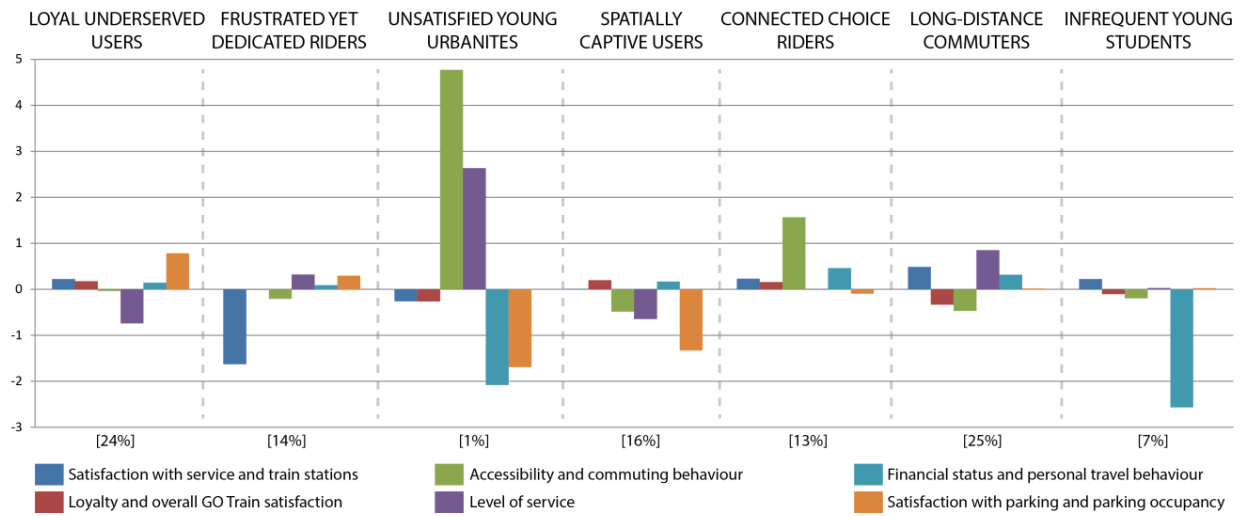 LOYAL UNDERSERVED
USERS
FRUSTRATED YET
DEDICATED RIDERS
UNSATISFIED YOUNG
URBANITES
SPATIALLY
CAPTIVE USERS
CONNECTED CHOICE
RIDERS
LONG-DISTANCE
COMMUTERS
INFREQUENT YOUNG
STUDENTS
5
4
3
2
1
0
-1
-2
-3
[24%]
[14%]
[1%]
[16%]
[13%]
[25%]
[7%]
Satisfaction with service and train stations
Loyalty and overall GO Train satisfaction
Accessibility and commuting behaviour
Level of service
Financial status and personal travel behaviour
Satisfaction with parking and parking occupancy